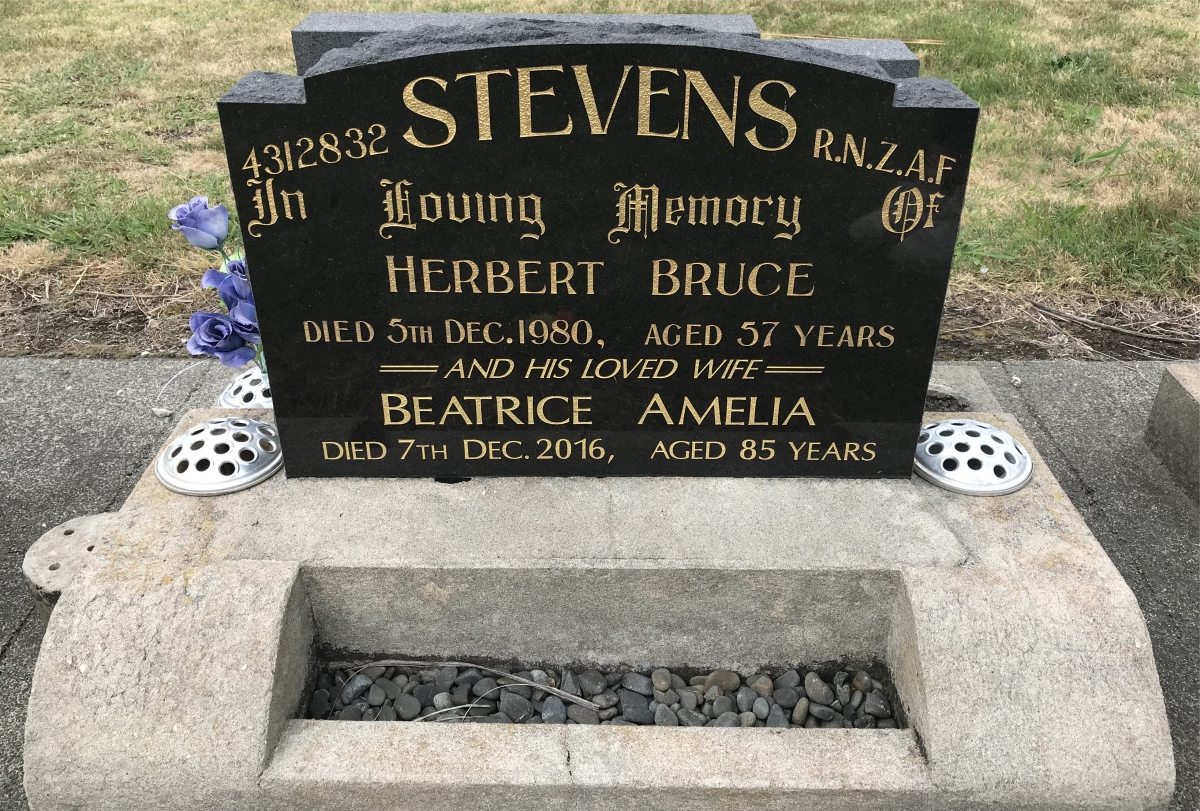 4312832 STEVENS R.N.Z.A.F
In Loving Memory Of
HERBERT BRUCE
DIED 5TH DEC. 1980, AGED 57 YEARS
AND HIS LOVED WIFE
BEATRICE AMELIA
DIED 7TH DEC. 2016, AGED 85 YEARS